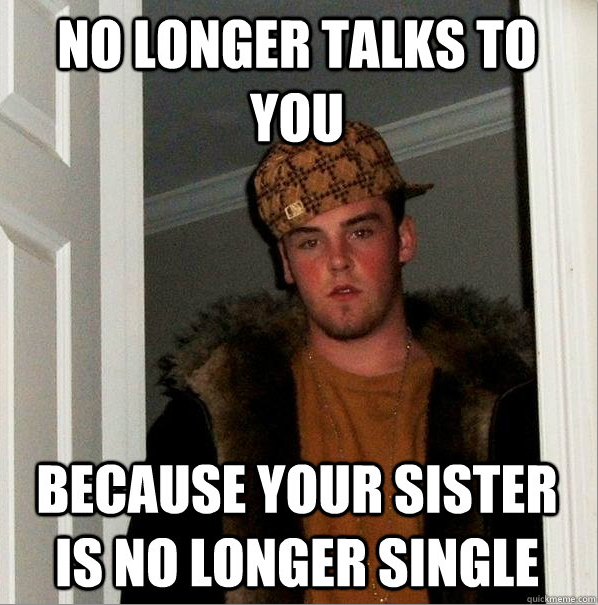 NO LONGER TALKS TO
YOU
BECAUSE YOUR SISTER
IS NO LONGER SINGLE
quickmeme.com